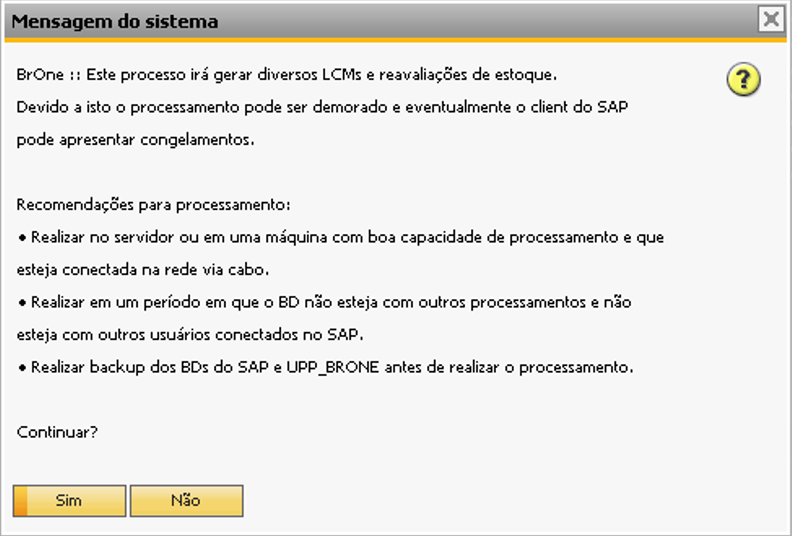 Mensagem do sistema
BrOne :: Este processo irá gerar diversos LCMs e reavaliações de estoque.
Devido a isto o processamento pode ser demorado e eventualmente o client do SAP
pode apresentar congelamentos.
Recomendações para processamento:
• Realizar no servidor ou em uma máquina com boa capacidade de processamento e que
esteja conectada na rede via cabo.
• Realizar em um período em que o BD não esteja com outros processamentos e não
esteja com outros usuários conectados no SAP.
• Realizar backup dos BDs do SAP e UPP_BRONE antes de realizar o processamento.
Continuar?
Sim Não